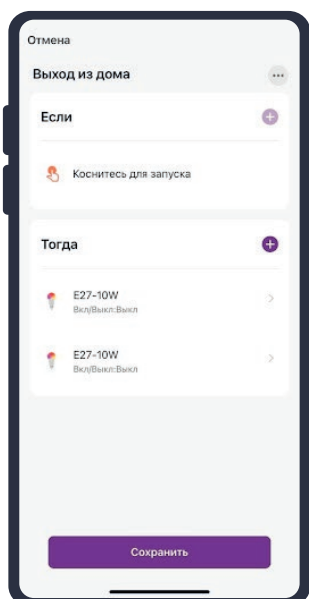 Отмена
Выход из дома
Если
Коснитесь для запуска
Тогда
E27-10W
Вкл/Выкл:Выкл
E27-10W
Вкл/Выкл:Выкл
Сохранить